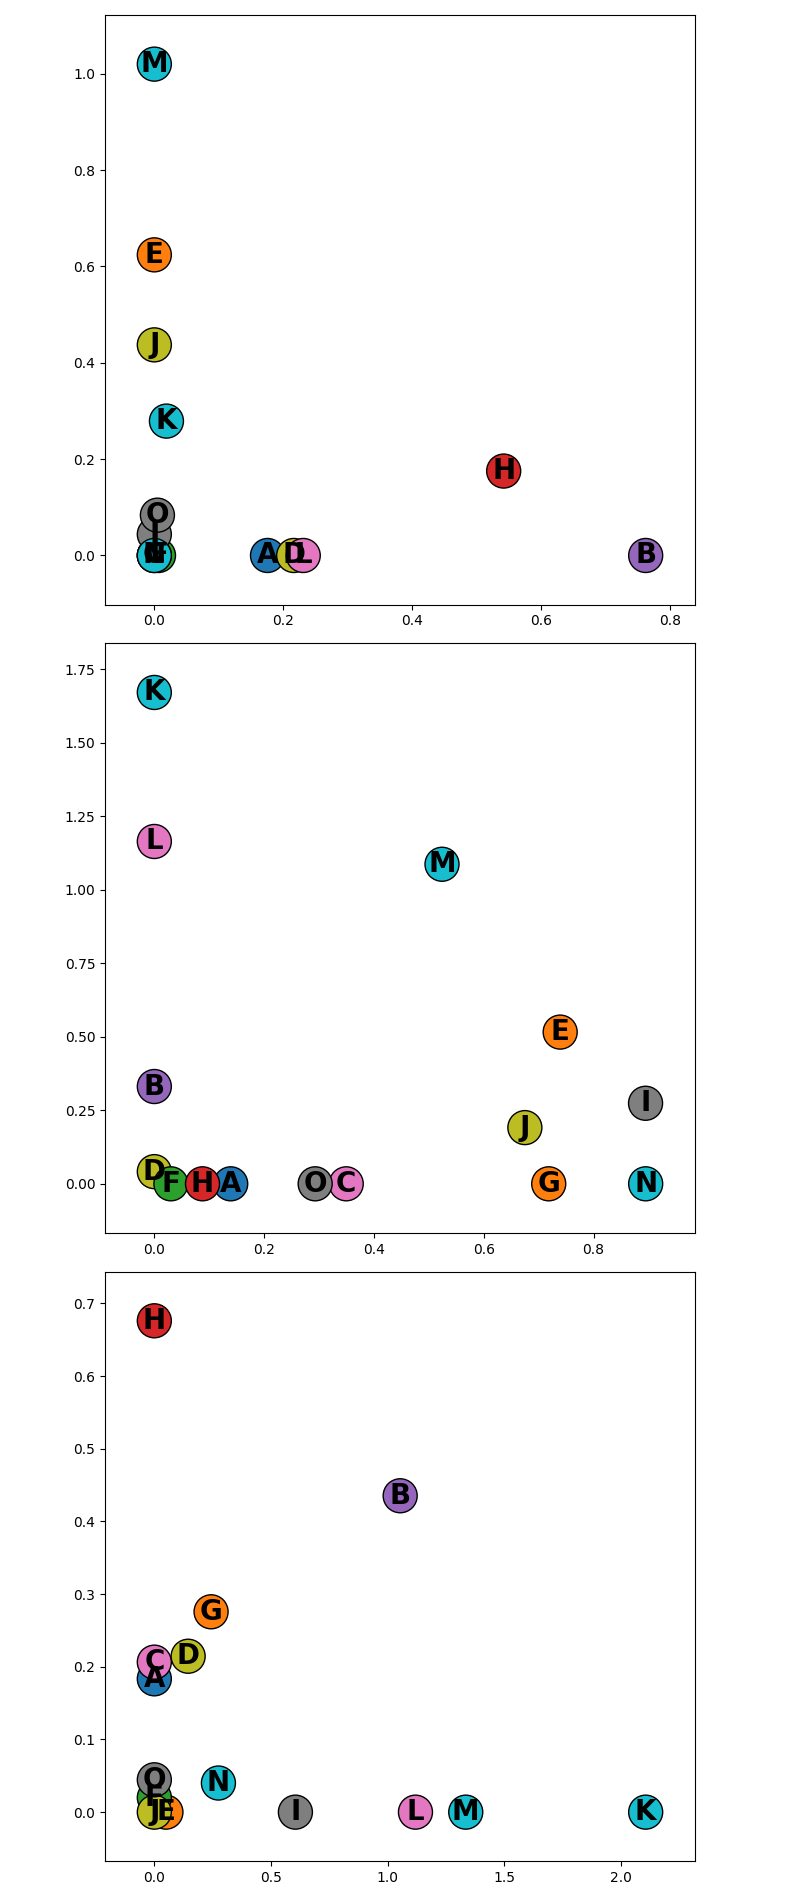 M
1.0
0.8
E
0.6
J
0.4
K
H
0.2
O
I
0.0
F
A
D
L
B
0.0 0.2 0.4 0.6 0.8
1.75
K
1.50
1.25
L
M
1.00
0.75
E
0.50
B
I
0.25
J
D
0.00
F H A O C G N
0.0 0.2 0.4 0.6 0.8
0.7
H
0.6
0.5
B
0.4
0.3
G
D
C
0.2
A
0.1
O
N
F
0.0
J E I L M K
0.0 0.5 1.0 1.5 2.0